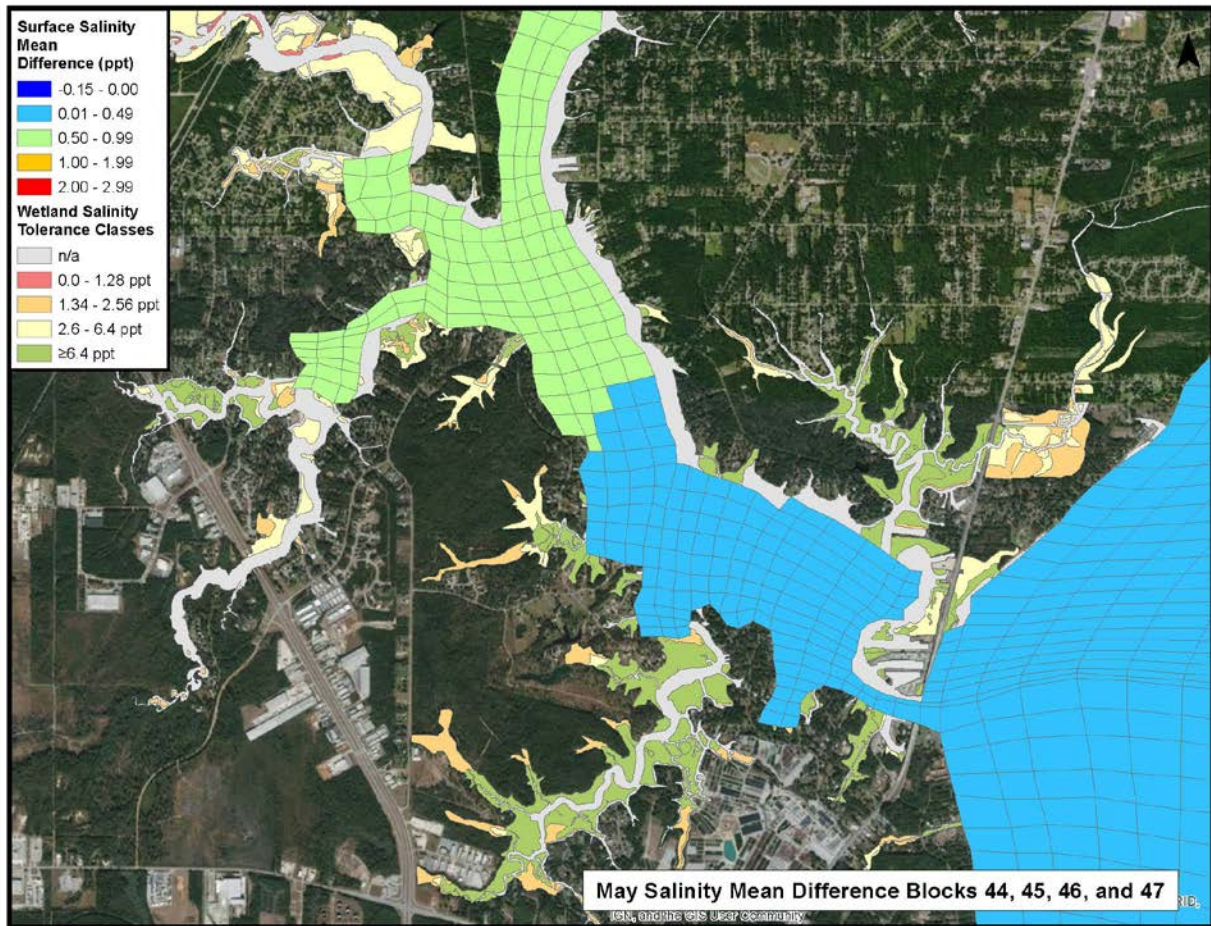 Surface Salinity
Mean
Difference (ppt)
-0.15 - 0.00
0.01 - 0.49
0.50 - 0.99
1.00 - 1.99
2.00 - 2.99
Wetland Salinity
Tolerance Classes
n/a
0.0 - 1.28 ppt
1.34 - 2.56 ppt
2.6 - 6.4 ppt
≥6.4 ppt
May Salinity Mean Difference Blocks 44, 45, 46, and 47
IGN, and the GIS User Community